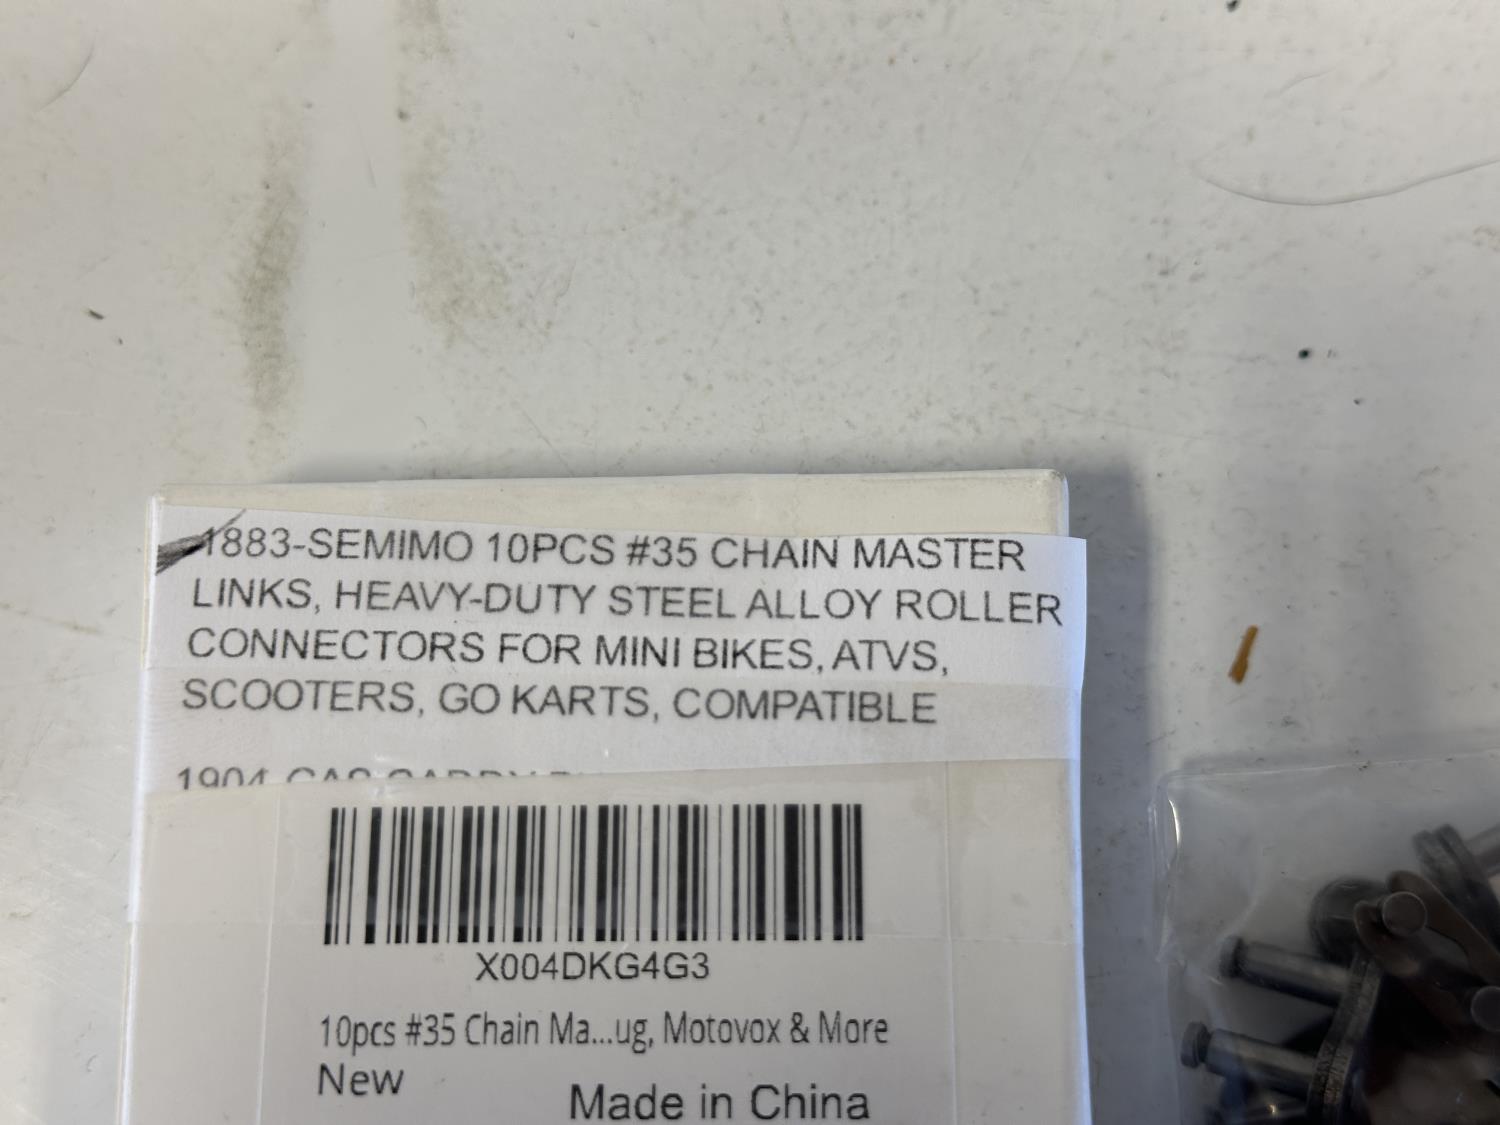 1883-SEMIMO 10PCS #35 CHAIN MASTER
LINKS, HEAVY-DUTY STEEL ALLOY ROLLER
CONNECTORS FOR MINI BIKES, ATVS,
SCOOTERS, GO KARTS, COMPATIBLE
1904
X004DKG4G3
10pcs #35 Chain Ma...ug, Motovox & More
New
Made in China